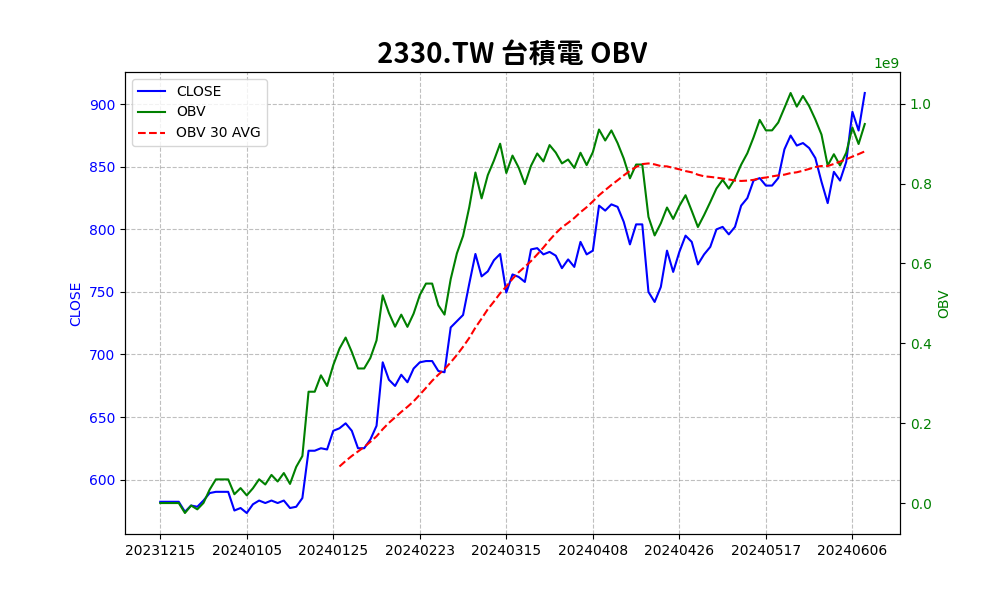 2330.TW 台積電 OBV
1e9
CLOSE
OBV
OBV 30 AVG
900
850
800
750
700
650
600
CLOSE
1.0
0.8
0.6
0.4
0.2
0.0
OBV
20231215 20240105 20240125 20240223 20240315 20240408 20240426 20240517 20240606